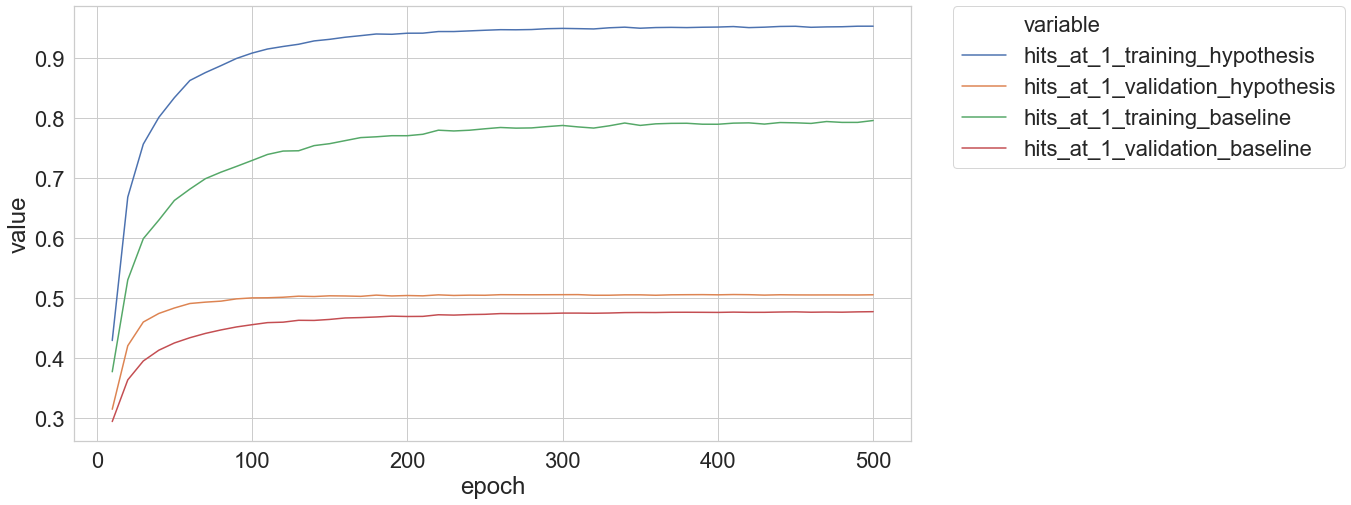 value
0.9
0.8
0.7
0.6
0.5
0.4
0.3
0 100 200 300 400 500
epoch
variable
hits_at_1_training_hypothesis
hits_at_1_validation_hypothesis
hits_at_1_training_baseline
hits_at_1_validation_baseline